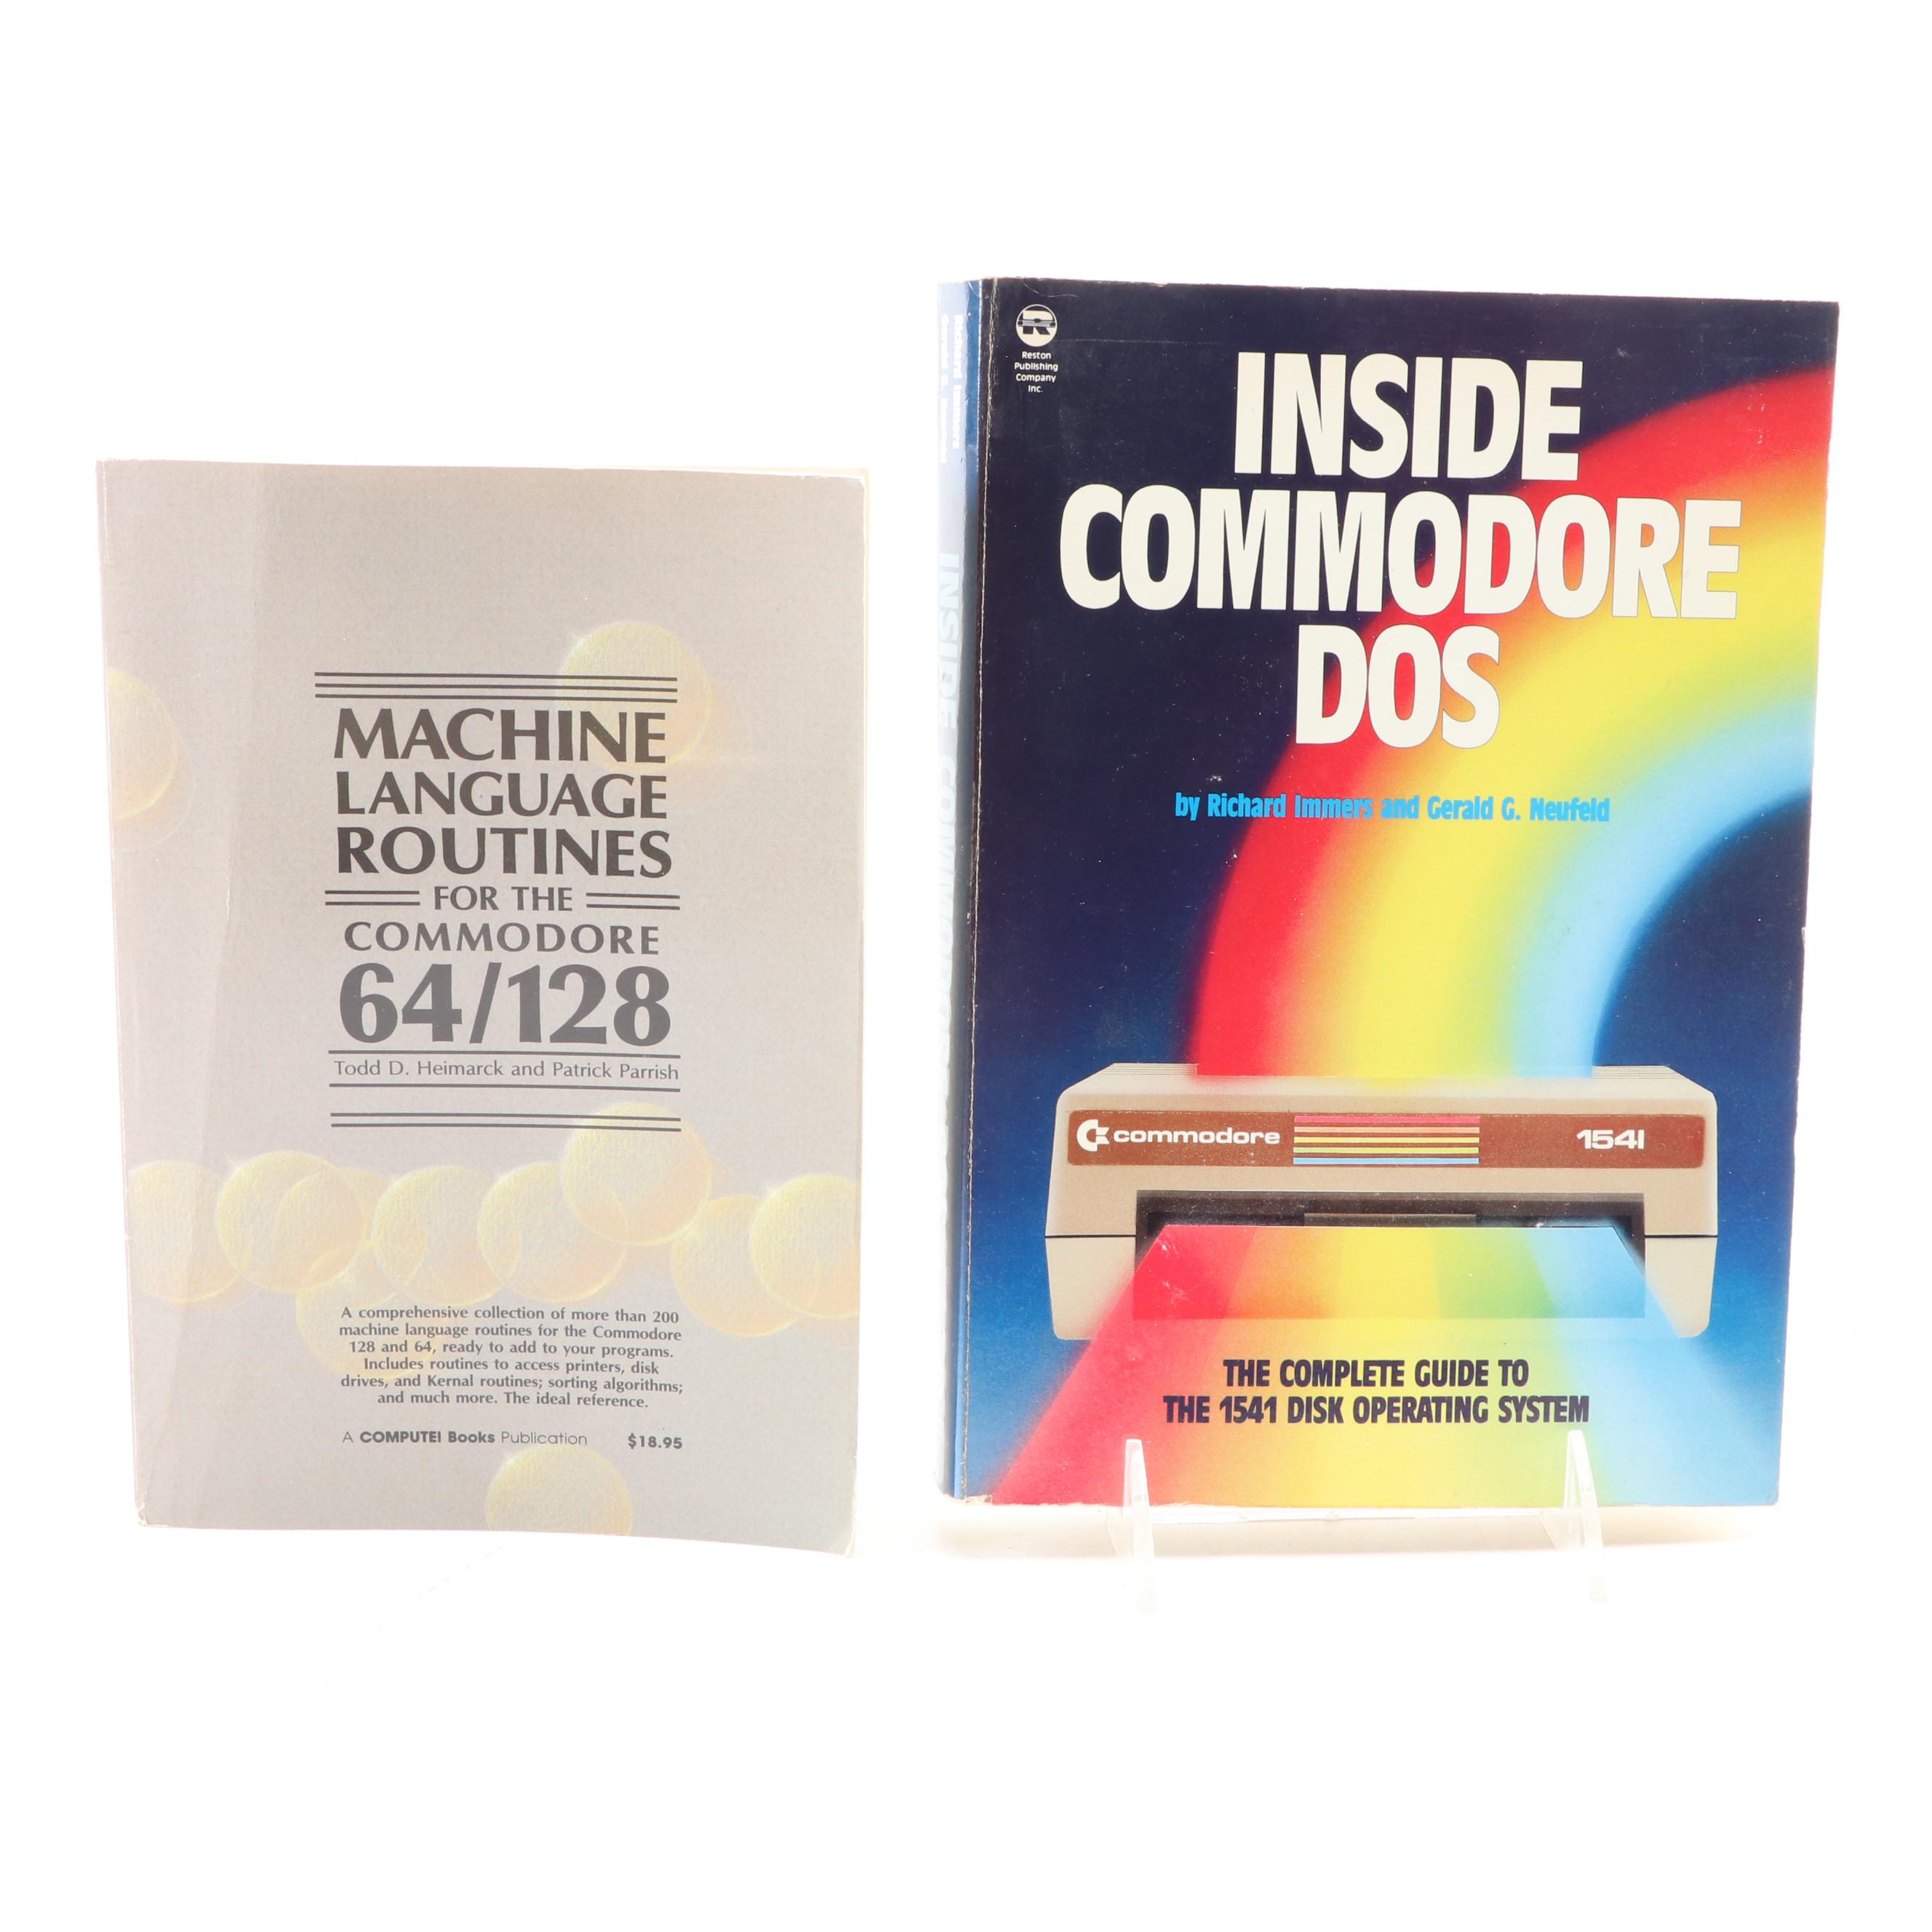 MACHINE
LANGUAGE
ROUTINES
FOR THE
COMMODORE
64/128
Todd D. Heimarck and Patrick Parrish
A comprehensive collection of more than 200
machine language routines for the Commodore
128 and 64, ready to add to your programs.
Includes routines to access printers, disk
drives, and Kernal routines; sorting algorithms;
and much more. The ideal reference.
A COMPUTE! Books Publication $18.95
INSIDE COMMODORE
R
Reston
Publishing
Company
Inc.
INSIDE
COMMODORE
DOS
by Richard Immers and Gerald G. Neufeld
commodore 1541
THE COMPLETE GUIDE TO
THE 1541 DISK OPERATING SYSTEM